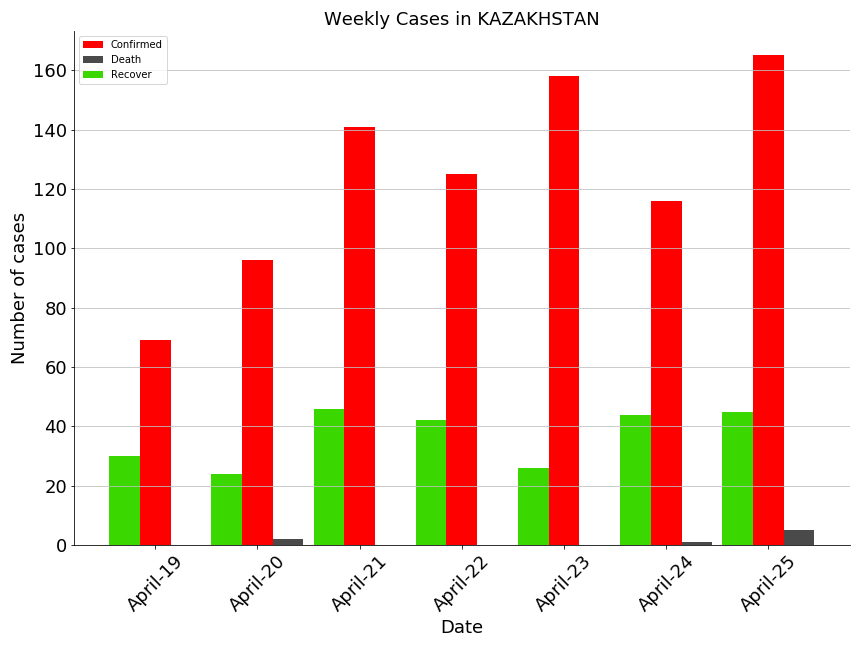 Weekly Cases in KAZAKHSTAN
Confirmed
Death
Recover
Number of cases
160
140
120
100
80
60
40
20
0
April-19
April-20
April-21
April-22
April-23
April-24
April-25
Date